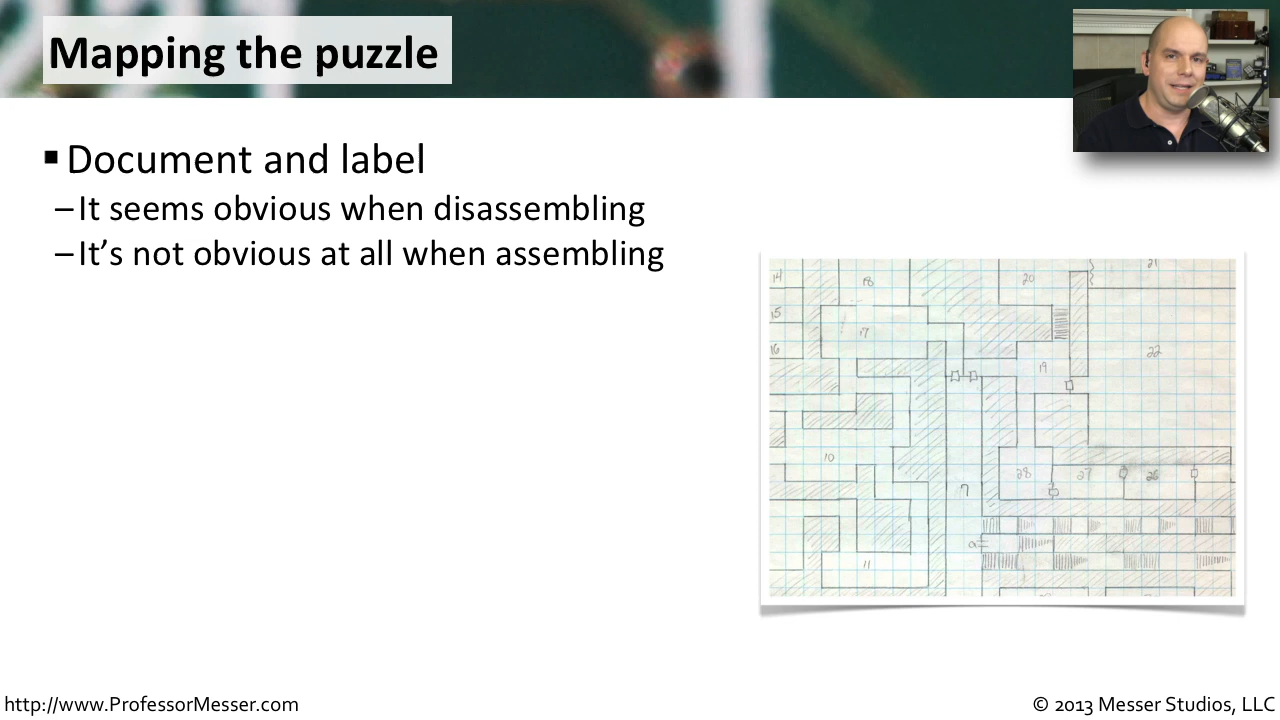 Mapping the puzzle
▪ Document and label
–It seems obvious when disassembling
–It's not obvious at all when assembling
14
18
20
21
15
17
16
19
22
10
28
27
26
7
a
11
http://www.ProfessorMesser.com
© 2013 Messer Studios, LLC